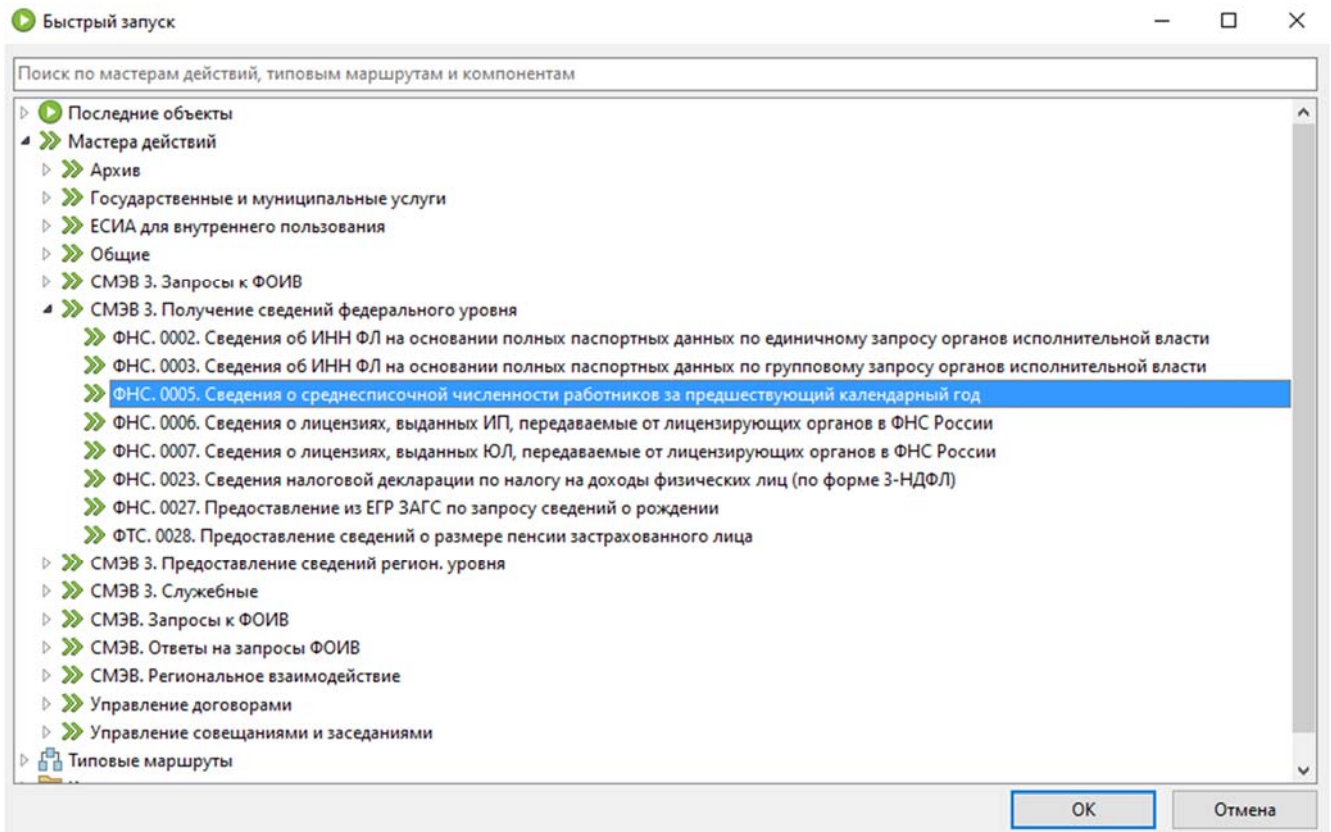 Быстрый запуск
Поиск по мастерам действий, типовым маршрутам и компонентам
Последние объекты
Мастера действий
Архив
Государственные и муниципальные услуги
ЕСИА для внутреннего пользования
Общие
СМЭВ 3. Запросы к ФОИВ
СМЭВ 3. Получение сведений федерального уровня
ФНС. 0002. Сведения об ИНН ФЛ на основании полных паспортных данных по единичному запросу органов исполнительной власти
ФНС. 0003. Сведения об ИНН ФЛ на основании полных паспортных данных по групповому запросу органов исполнительной власти
ФНС. 0005. Сведения о среднесписочной численности работников за предшествующий календарный год
ФНС. 0006. Сведения о лицензиях, выданных ИП, передаваемые от лицензирующих органов в ФНС России
ФНС. 0007. Сведения о лицензиях, выданных ЮЛ, передаваемые от лицензирующих органов в ФНС России
ФНС. 0023. Сведения налоговой декларации по налогу на доходы физических лиц (по форме 3-НДФЛ)
ФНС. 0027. Предоставление из ЕГР ЗАГС по запросу сведений о рождении
ФТС. 0028. Предоставление сведений о размере пенсии застрахованного лица
СМЭВ 3. Предоставление сведений регион. уровня
СМЭВ 3. Служебные
СМЭВ. Запросы к ФОИВ
СМЭВ. Ответы на запросы ФОИВ
СМЭВ. Региональное взаимодействие
Управление договорами
Управление совещаниями и заседаниями
Типовые маршруты
ОК Отмена